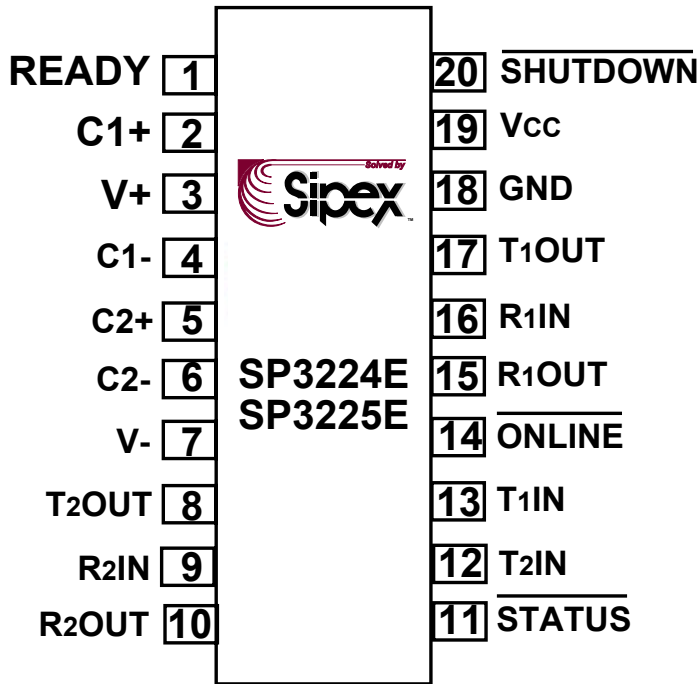 READY 1
C1+ 2
V+ 3
C1- 4
C2+ 5
C2- 6
V- 7
T2OUT 8
R2IN 9
R2OUT 10
Solved by
Sipex
TM
SP3224E
SP3225E
20 SHUTDOWN
19 VCC
18 GND
17 T1OUT
16 R1IN
15 R1OUT
14 ONLINE
13 T1IN
12 T2IN
11 STATUS